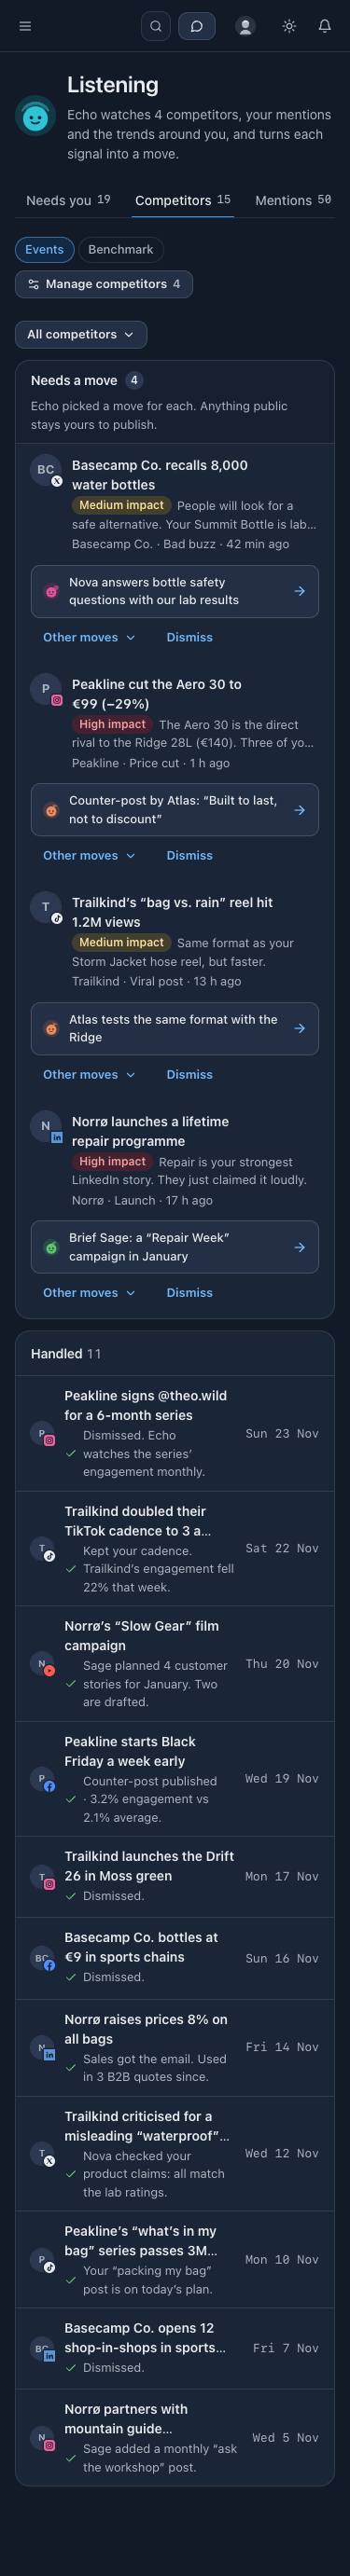 Listening
Echo watches 4 competitors, your mentions
and the trends around you, and turns each
signal into a move.
Needs you 19
Competitors 15
Mentions 50
Events
Benchmark
Manage competitors 4
All competitors
Needs a move 4
Echo picked a move for each. Anything public
stays yours to publish.
BC
Basecamp Co. recalls 8,000
water bottles
Medium impact People will look for a
safe alternative. Your Summit Bottle is lab…
Basecamp Co. · Bad buzz · 42 min ago
Nova answers bottle safety
questions with our lab results
Other moves
Dismiss
P
Peakline cut the Aero 30 to
€99 (−29%)
High impact The Aero 30 is the direct
rival to the Ridge 28L (€140). Three of yo…
Peakline · Price cut · 1 h ago
Counter-post by Atlas: “Built to last,
not to discount”
Other moves
Dismiss
T
Trailkind’s “bag vs. rain” reel hit
1.2M views
Medium impact Same format as your
Storm Jacket hose reel, but faster.
Trailkind · Viral post · 13 h ago
Atlas tests the same format with the
Ridge
Other moves
Dismiss
N
Norrø launches a lifetime
repair programme
High impact Repair is your strongest
LinkedIn story. They just claimed it loudly.
Norrø · Launch · 17 h ago
Brief Sage: a “Repair Week”
campaign in January
Other moves
Dismiss
Handled 11
P
Peakline signs @theo.wild
for a 6-month series
Dismissed. Echo
watches the series’
engagement monthly.
Sun 23 Nov
T
Trailkind doubled their
TikTok cadence to 3 a…
Kept your cadence.
Trailkind’s engagement fell
22% that week.
Sat 22 Nov
N
Norrø’s “Slow Gear” film
campaign
Sage planned 4 customer
stories for January. Two
are drafted.
Thu 20 Nov
P
Peakline starts Black
Friday a week early
Counter-post published
· 3.2% engagement vs
2.1% average.
Wed 19 Nov
T
Trailkind launches the Drift
26 in Moss green
Dismissed.
Mon 17 Nov
BC
Basecamp Co. bottles at
€9 in sports chains
Dismissed.
Sun 16 Nov
N
Norrø raises prices 8% on
all bags
Sales got the email. Used
in 3 B2B quotes since.
Fri 14 Nov
T
Trailkind criticised for a
misleading “waterproof”…
Nova checked your
product claims: all match
the lab ratings.
Wed 12 Nov
P
Peakline’s “what’s in my
bag” series passes 3M…
Your “packing my bag”
post is on today’s plan.
Mon 10 Nov
BC
Basecamp Co. opens 12
shop-in-shops in sports…
Dismissed.
Fri 7 Nov
N
Norrø partners with
mountain guide…
Sage added a monthly “ask
the workshop” post.
Wed 5 Nov